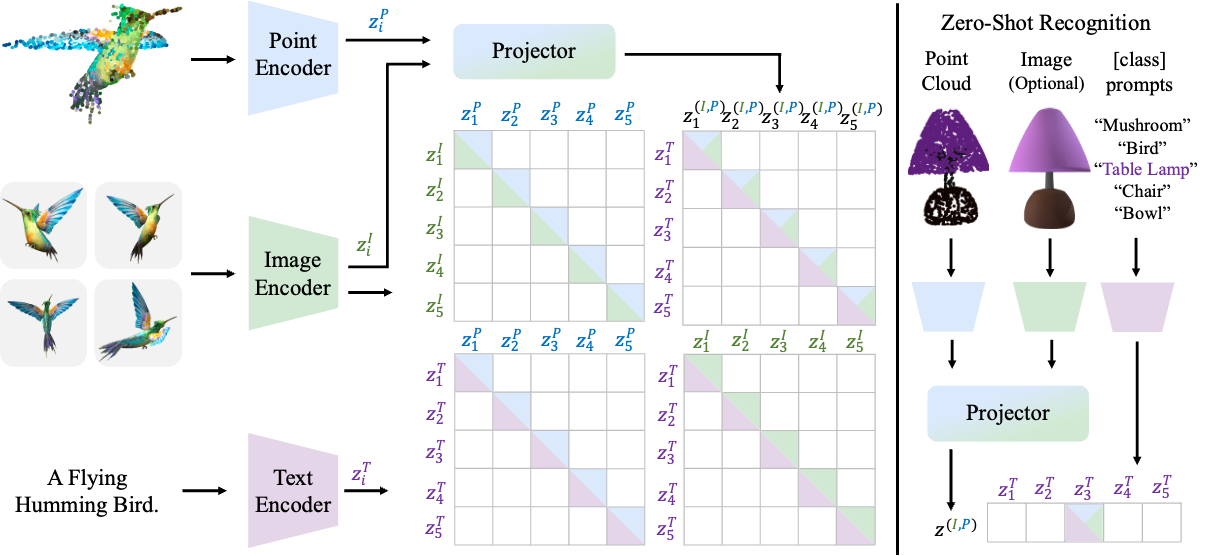 Point
Encoder
z_i^P
Projector
z_1^P z_2^P z_3^P z_4^P z_5^P
z_1^I
z_2^I
z_3^I
z_4^I
z_5^I
z_1^(I,P) z_2^(I,P) z_3^(I,P) z_4^(I,P) z_5^(I,P)
z_1^T
z_2^T
z_3^T
z_4^T
z_5^T
Image
Encoder
z_i^I
z_1^P z_2^P z_3^P z_4^P z_5^P
z_1^T
z_2^T
z_3^T
z_4^T
z_5^T
z_1^I z_2^I z_3^I z_4^I z_5^I
z_1^T
z_2^T
z_3^T
z_4^T
z_5^T
A Flying
Humming Bird.
Text
Encoder
z_i^T
Zero-Shot Recognition
Point
Cloud
Image
(Optional)
[class]
prompts
“Mushroom”
“Bird”
“Table Lamp”
“Chair”
“Bowl”
Projector
z_1^T z_2^T z_3^T z_4^T z_5^T
z^(I,P)